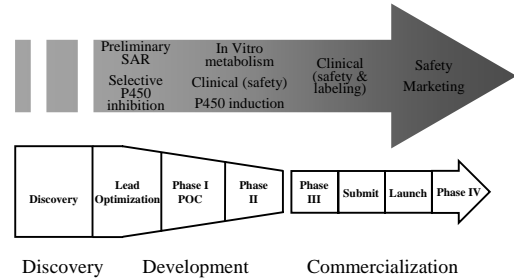 Preliminary
SAR
Selective
P450
inhibition
In Vitro
metabolism
Clinical (safety)
P450 induction
Clinical
(safety &
labeling)
Safety
Marketing
Discovery
Lead
Optimization
Phase I
POC
Phase
II
Phase
III
Submit
Launch
Phase IV
Discovery
Development
Commercialization